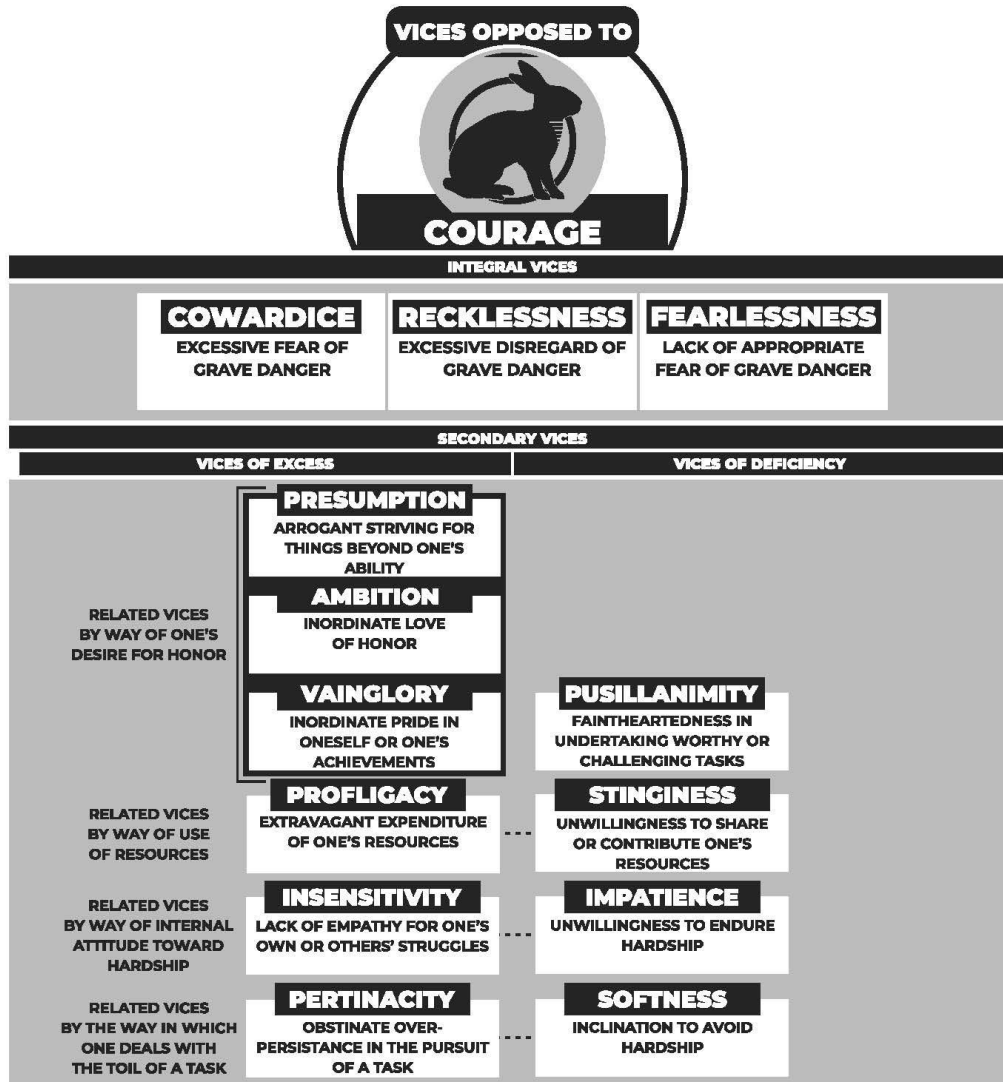 VICES OPPOSED TO
COURAGE
INTEGRAL VICES
COWARDICE
EXCESSIVE FEAR OF
GRAVE DANGER
RECKLESSNESS
EXCESSIVE DISREGARD OF
GRAVE DANGER
FEARLESSNESS
LACK OF APPROPRIATE
FEAR OF GRAVE DANGER
SECONDARY VICES
VICES OF EXCESS
VICES OF DEFICIENCY
RELATED VICES
BY WAY OF ONE'S
DESIRE FOR HONOR
PRESUMPTION
ARROGANT STRIVING FOR
THINGS BEYOND ONE'S
ABILITY
AMBITION
INORDINATE LOVE
OF HONOR
VAINGLORY
INORDINATE PRIDE IN
ONESELF OR ONE'S
ACHIEVEMENTS
PUSILLANIMITY
FAINTHEARTEDNESS IN
UNDERTAKING WORTHY OR
CHALLENGING TASKS
RELATED VICES
BY WAY OF USE
OF RESOURCES
PROFLIGACY
EXTRAVAGANT EXPENDITURE
OF ONE'S RESOURCES
STINGINESS
UNWILLINGNESS TO SHARE
OR CONTRIBUTE ONE'S
RESOURCES
RELATED VICES
BY WAY OF INTERNAL
ATTTITUDE TOWARD
HARDSHIP
INSENSITIVITY
LACK OF EMPATHY FOR ONE'S
OWN OR OTHERS' STRUGGLES
IMPATIENCE
UNWILLINGNESS TO ENDURE
HARDSHIP
RELATED VICES
BY THE WAY IN WHICH
ONE DEALS WITH
THE TOIL OF A TASK
PERTINACITY
OBSTINATE OVER-
PERSISTANCE IN THE PURSUIT
OF A TASK
SOFTNESS
INCLINATION TO AVOID
HARDSHIP